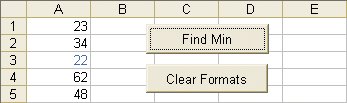 A B C D E
1 23 Find Min
2 34
3 22
4 62 Clear Formats
5 48